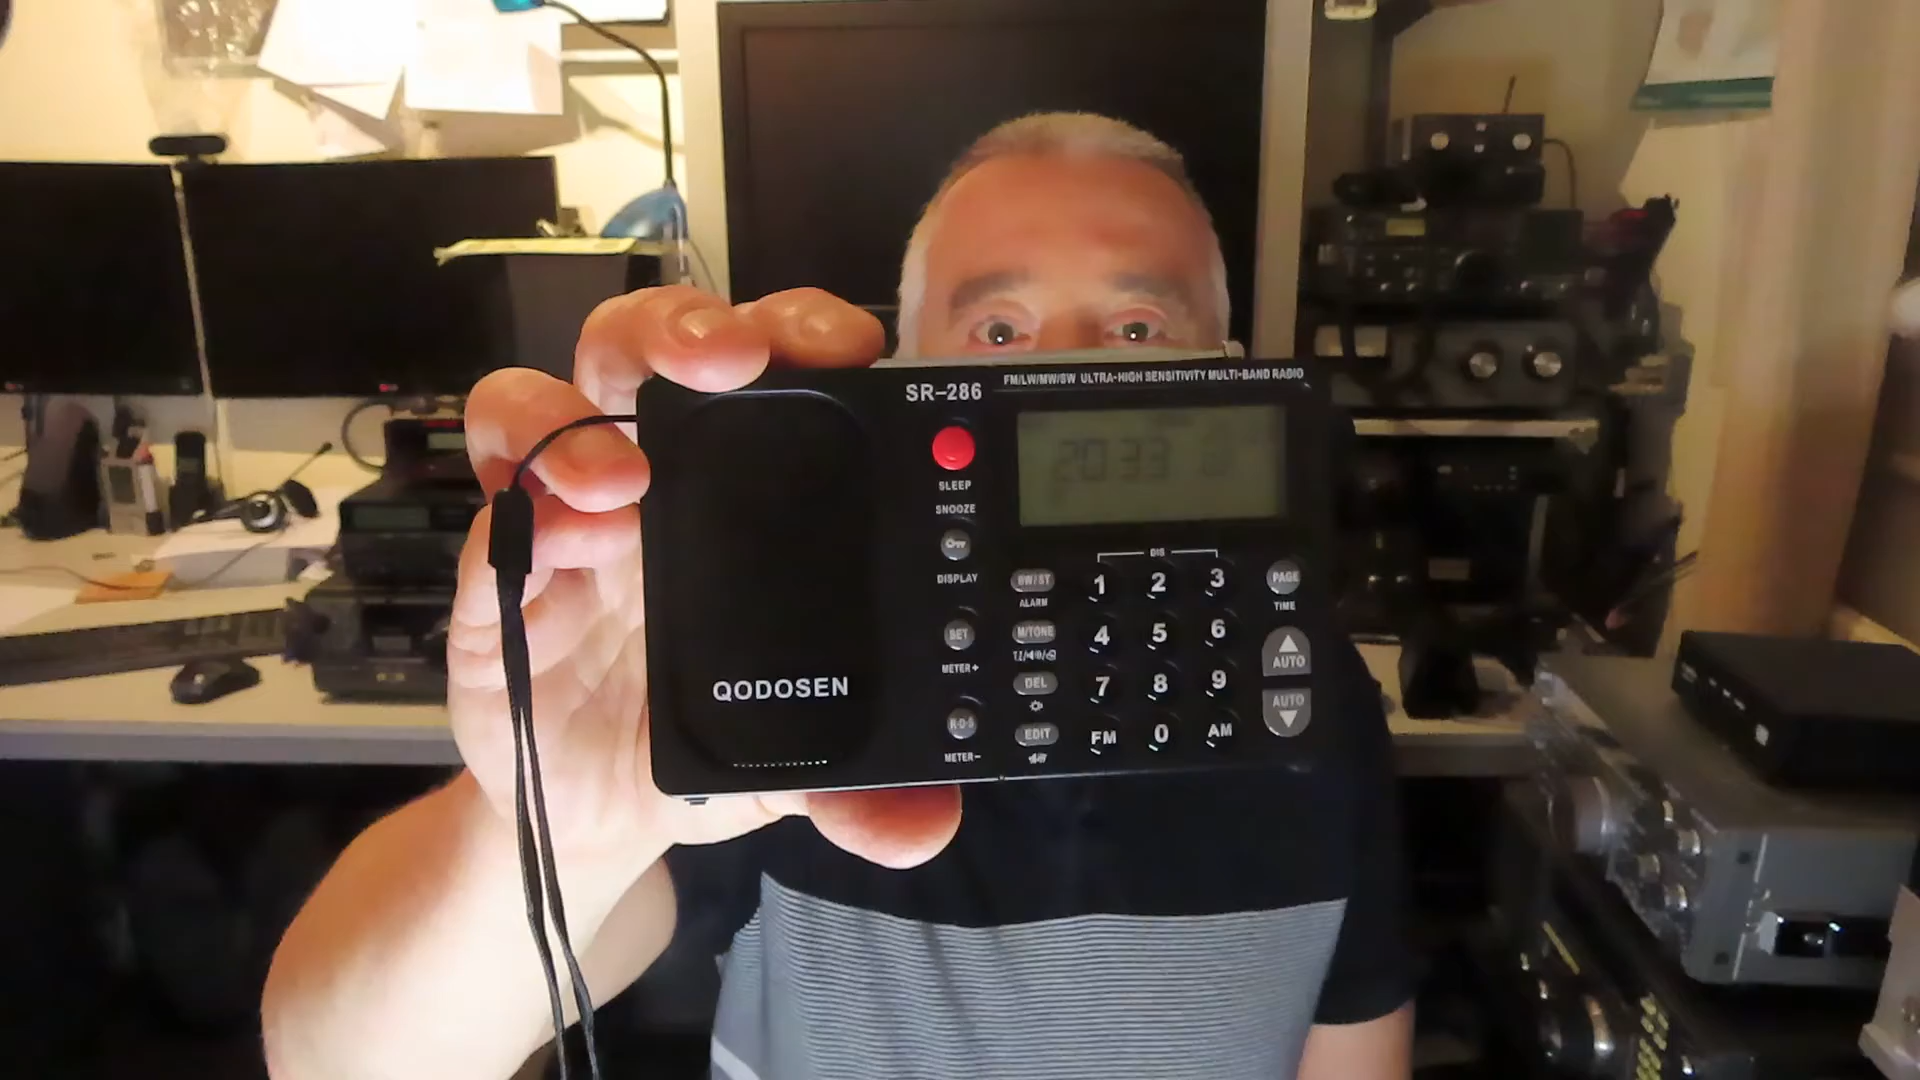 SR-286
FM/LW/MW/SW ULTRA-HIGH SENSITIVITY MULTI-BAND RADIO
20 33
SLEEP
SNOOZE
DISPLAY
SET
METER+
R·D·S
METER-
QODOSEN
BW/ST
ALARM
M/TONE
DEL
EDIT
1 2 3
4 5 6
7 8 9
FM 0 AM
PAGE
TIME
AUTO
AUTO